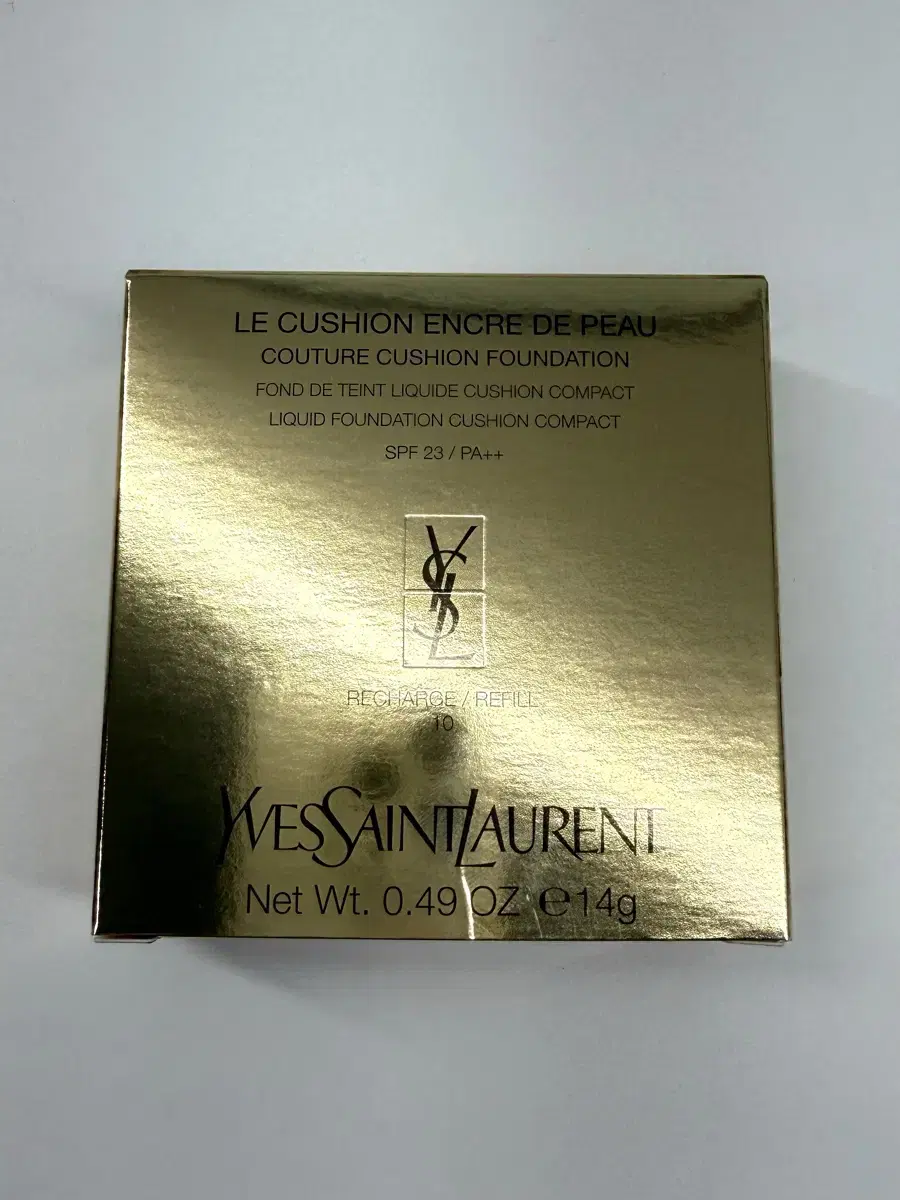 LE CUSHION ENCRE DE PEAU
COUTURE CUSHION FOUNDATION
FOND DE TEINT LIQUIDE CUSHION COMPACT
LIQUID FOUNDATION CUSHION COMPACT
SPF 23 / PA++
YSL
RECHARGE / REFILL
10
YVESSAINTLAURENT
Net Wt. 0.49 OZ ℮14g